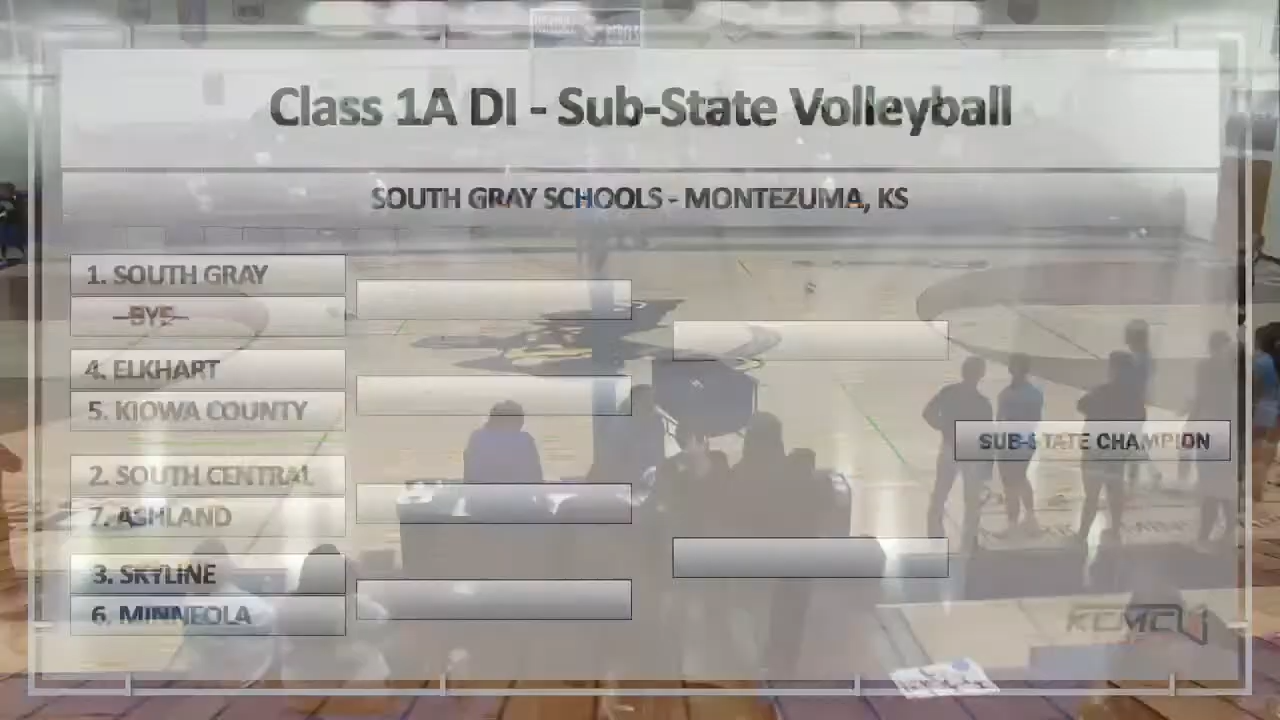 Class 1A DI - Sub-State Volleyball
SOUTH GRAY SCHOOLS - MONTEZUMA, KS
1. SOUTH GRAY
BYE
4. ELKHART
5. KIOWA COUNTY
2. SOUTH CENTRAL
7. ASHLAND
3. SKYLINE
6. MINNEOLA
SUB-STATE CHAMPION